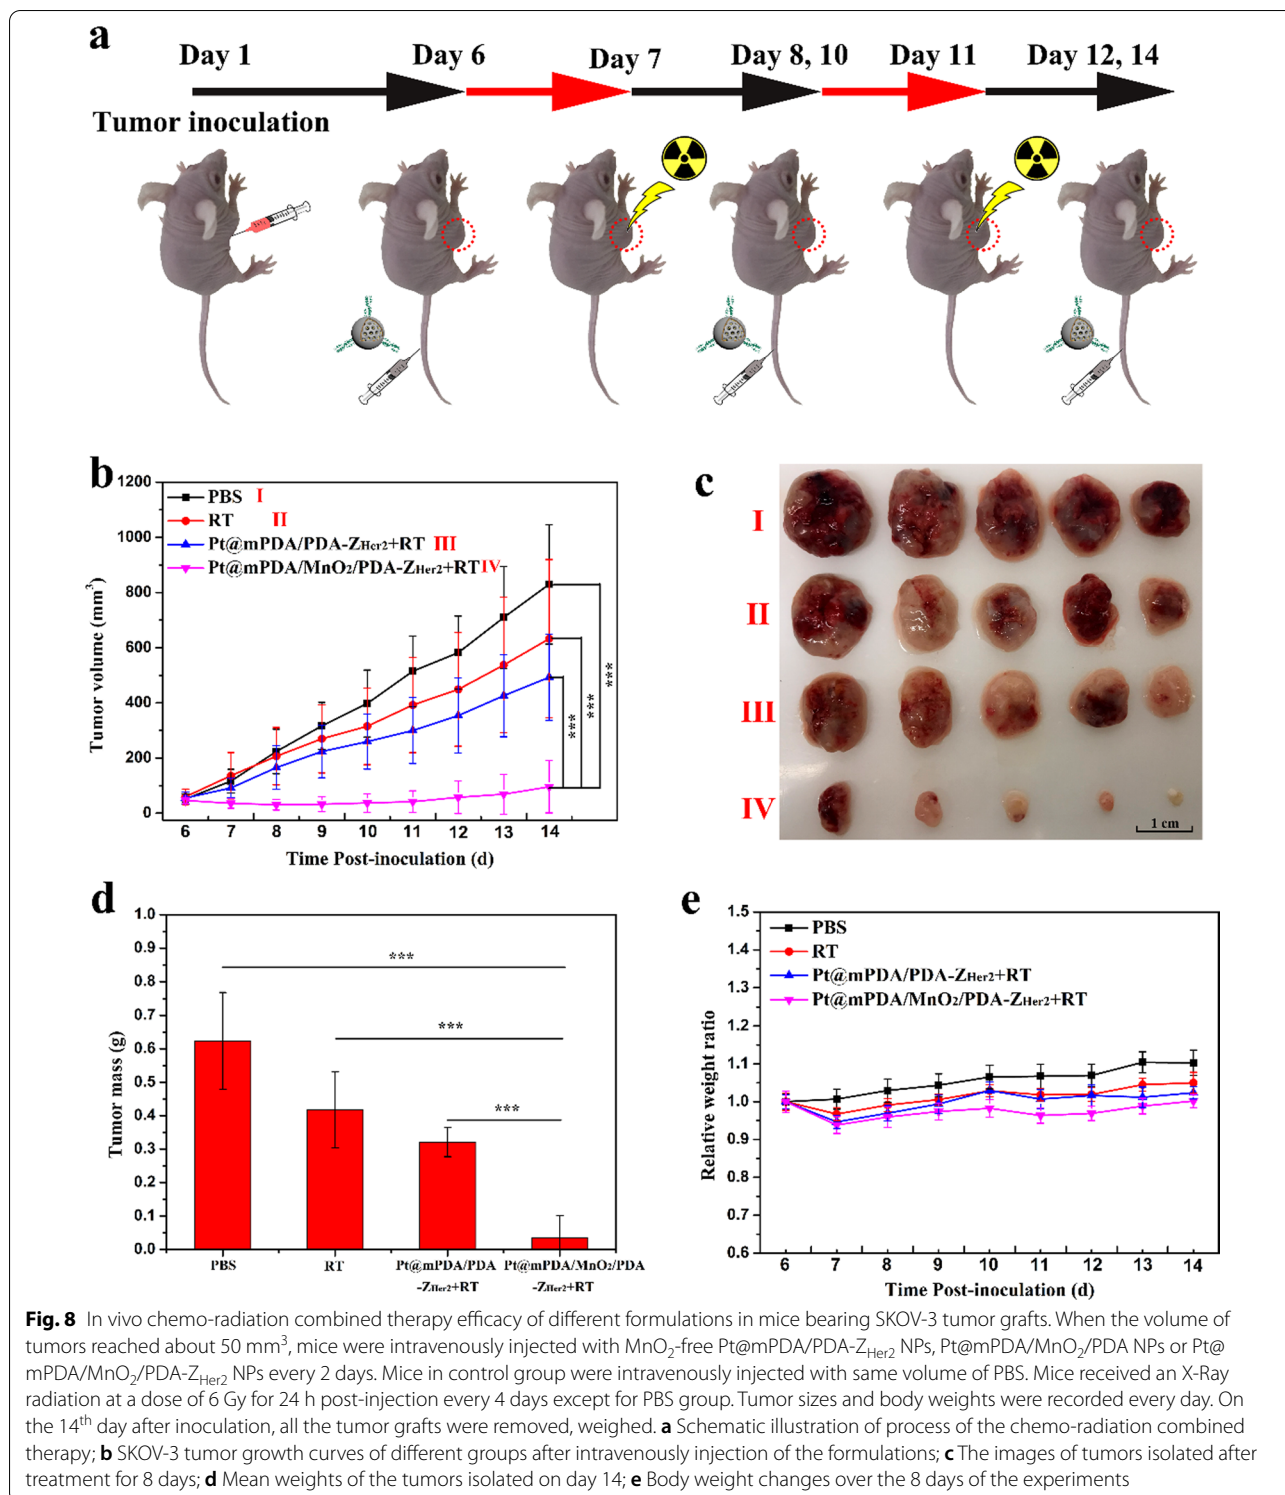 a
Day 1
Day 6
Day 7
Day 8, 10
Day 11
Day 12, 14
Tumor inoculation
b
1200
1000
800
600
400
200
0
Tumor volume (mm³)
PBS I
RT II
Pt@mPDA/PDA-ZHer2+RT III
Pt@mPDA/MnO2/PDA-ZHer2+RT IV
***
***
***
6 7 8 9 10 11 12 13 14
Time Post-inoculation (d)
c
I
II
III
IV
1 cm
d
1.0
0.9
0.8
0.7
0.6
0.5
0.4
0.3
0.2
0.1
0.0
Tumor mass (g)
***
***
***
PBS
RT
Pt@mPDA/PDA
-ZHer2+RT
Pt@mPDA/MnO2/PDA
-ZHer2+RT
e
1.5
1.4
1.3
1.2
1.1
1.0
0.9
0.8
0.7
0.6
Relative weight ratio
PBS
RT
Pt@mPDA/PDA-ZHer2+RT
Pt@mPDA/MnO2/PDA-ZHer2+RT
6 7 8 9 10 11 12 13 14
Time Post-inoculation (d)
Fig. 8 In vivo chemo-radiation combined therapy efficacy of different formulations in mice bearing SKOV-3 tumor grafts. When the volume of
tumors reached about 50 mm³, mice were intravenously injected with MnO2-free Pt@mPDA/PDA-ZHer2 NPs, Pt@mPDA/MnO2/PDA NPs or Pt@
mPDA/MnO2/PDA-ZHer2 NPs every 2 days. Mice in control group were intravenously injected with same volume of PBS. Mice received an X-Ray
radiation at a dose of 6 Gy for 24 h post-injection every 4 days except for PBS group. Tumor sizes and body weights were recorded every day. On
the 14th day after inoculation, all the tumor grafts were removed, weighed. a Schematic illustration of process of the chemo-radiation combined
therapy; b SKOV-3 tumor growth curves of different groups after intravenously injection of the formulations; c The images of tumors isolated after
treatment for 8 days; d Mean weights of the tumors isolated on day 14; e Body weight changes over the 8 days of the experiments